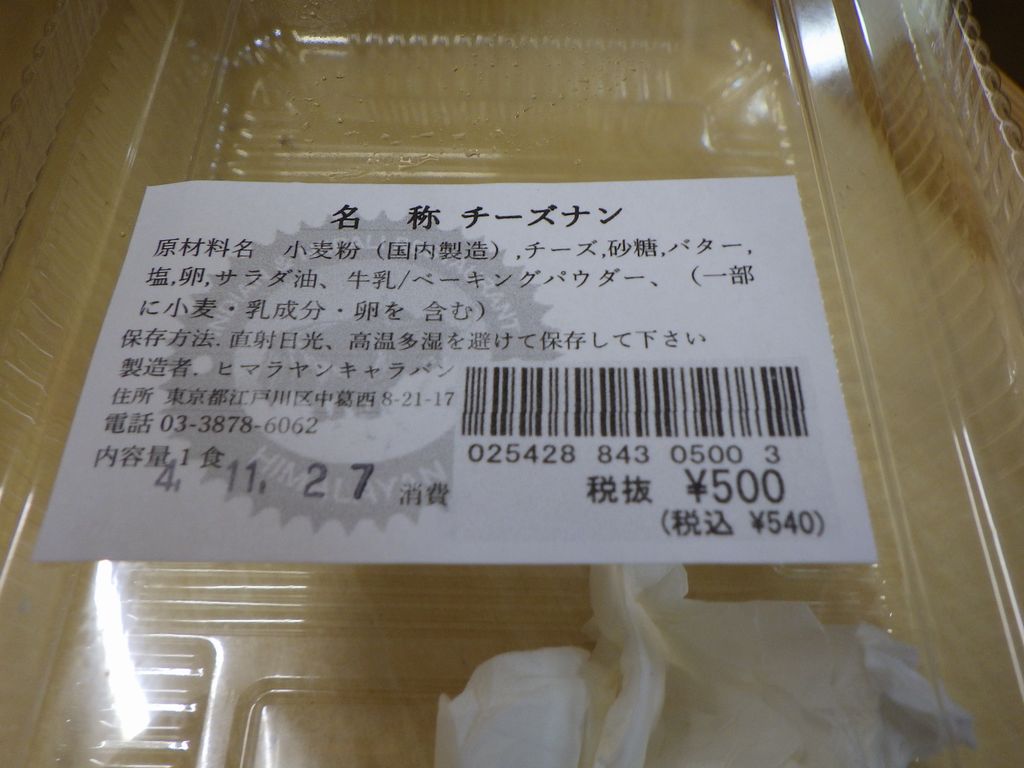 名 称 チーズナン
原材料名 小麦粉（国内製造）,チーズ,砂糖,バター,
塩,卵,サラダ油、牛乳/ベーキングパウダー、（一部
に小麦・乳成分・卵を 含む）
保存方法. 直射日光、高温多湿を避けて保存して下さい
製造者. ヒマラヤンキャラバン
住所 東京都江戸川区中葛西8-21-17
電話 03-3878-6062
内容量 1 食
4. 11. 27 消費
025428 843 0500 3
税抜 ¥500
(税込 ¥540)
HIMALAYAN